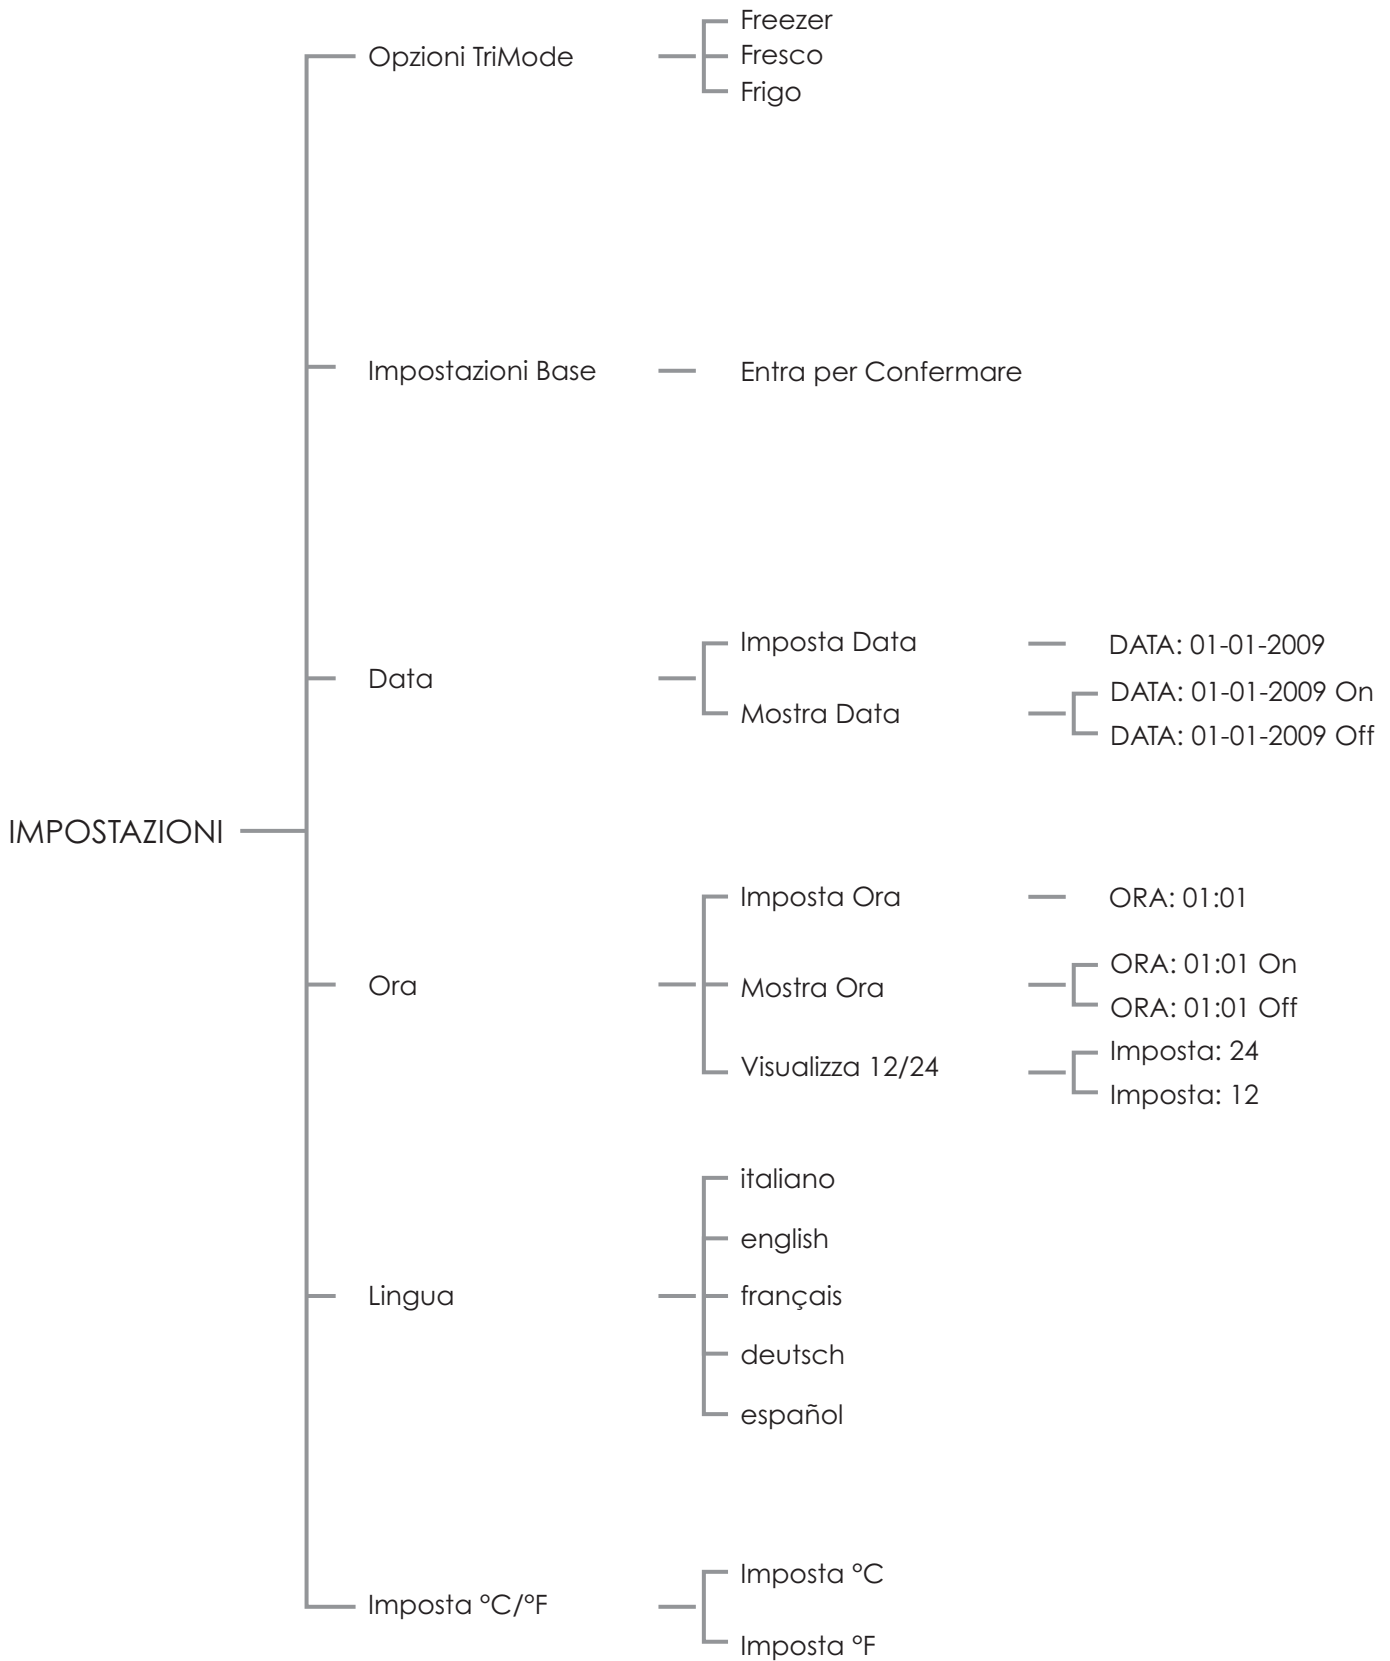 IMPOSTAZIONI
Opzioni TriMode
Freezer
Fresco
Frigo
Impostazioni Base
Entra per Confermare
Data
Imposta Data
DATA: 01-01-2009
Mostra Data
DATA: 01-01-2009 On
DATA: 01-01-2009 Off
Ora
Imposta Ora
ORA: 01:01
Mostra Ora
ORA: 01:01 On
ORA: 01:01 Off
Visualizza 12/24
Imposta: 24
Imposta: 12
Lingua
italiano
english
français
deutsch
español
Imposta °C/°F
Imposta °C
Imposta °F